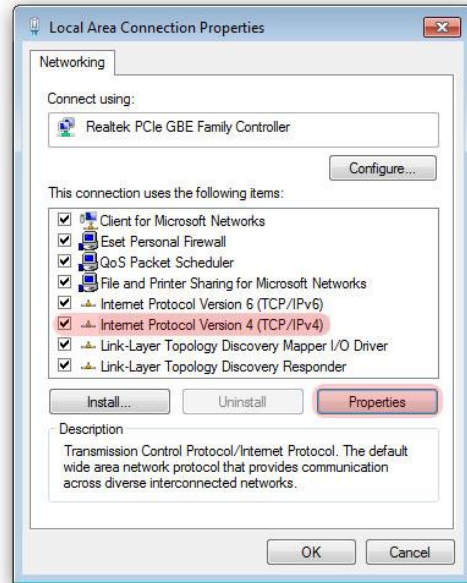 Local Area Connection Properties
Networking
Connect using:
Realtek PCIe GBE Family Controller
Configure...
This connection uses the following items:
Client for Microsoft Networks
Eset Personal Firewall
QoS Packet Scheduler
File and Printer Sharing for Microsoft Networks
Internet Protocol Version 6 (TCP/IPv6)
Internet Protocol Version 4 (TCP/IPv4)
Link-Layer Topology Discovery Mapper I/O Driver
Link-Layer Topology Discovery Responder
Install... Uninstall Properties
Description
Transmission Control Protocol/Internet Protocol. The default
wide area network protocol that provides communication
across diverse interconnected networks.
OK Cancel